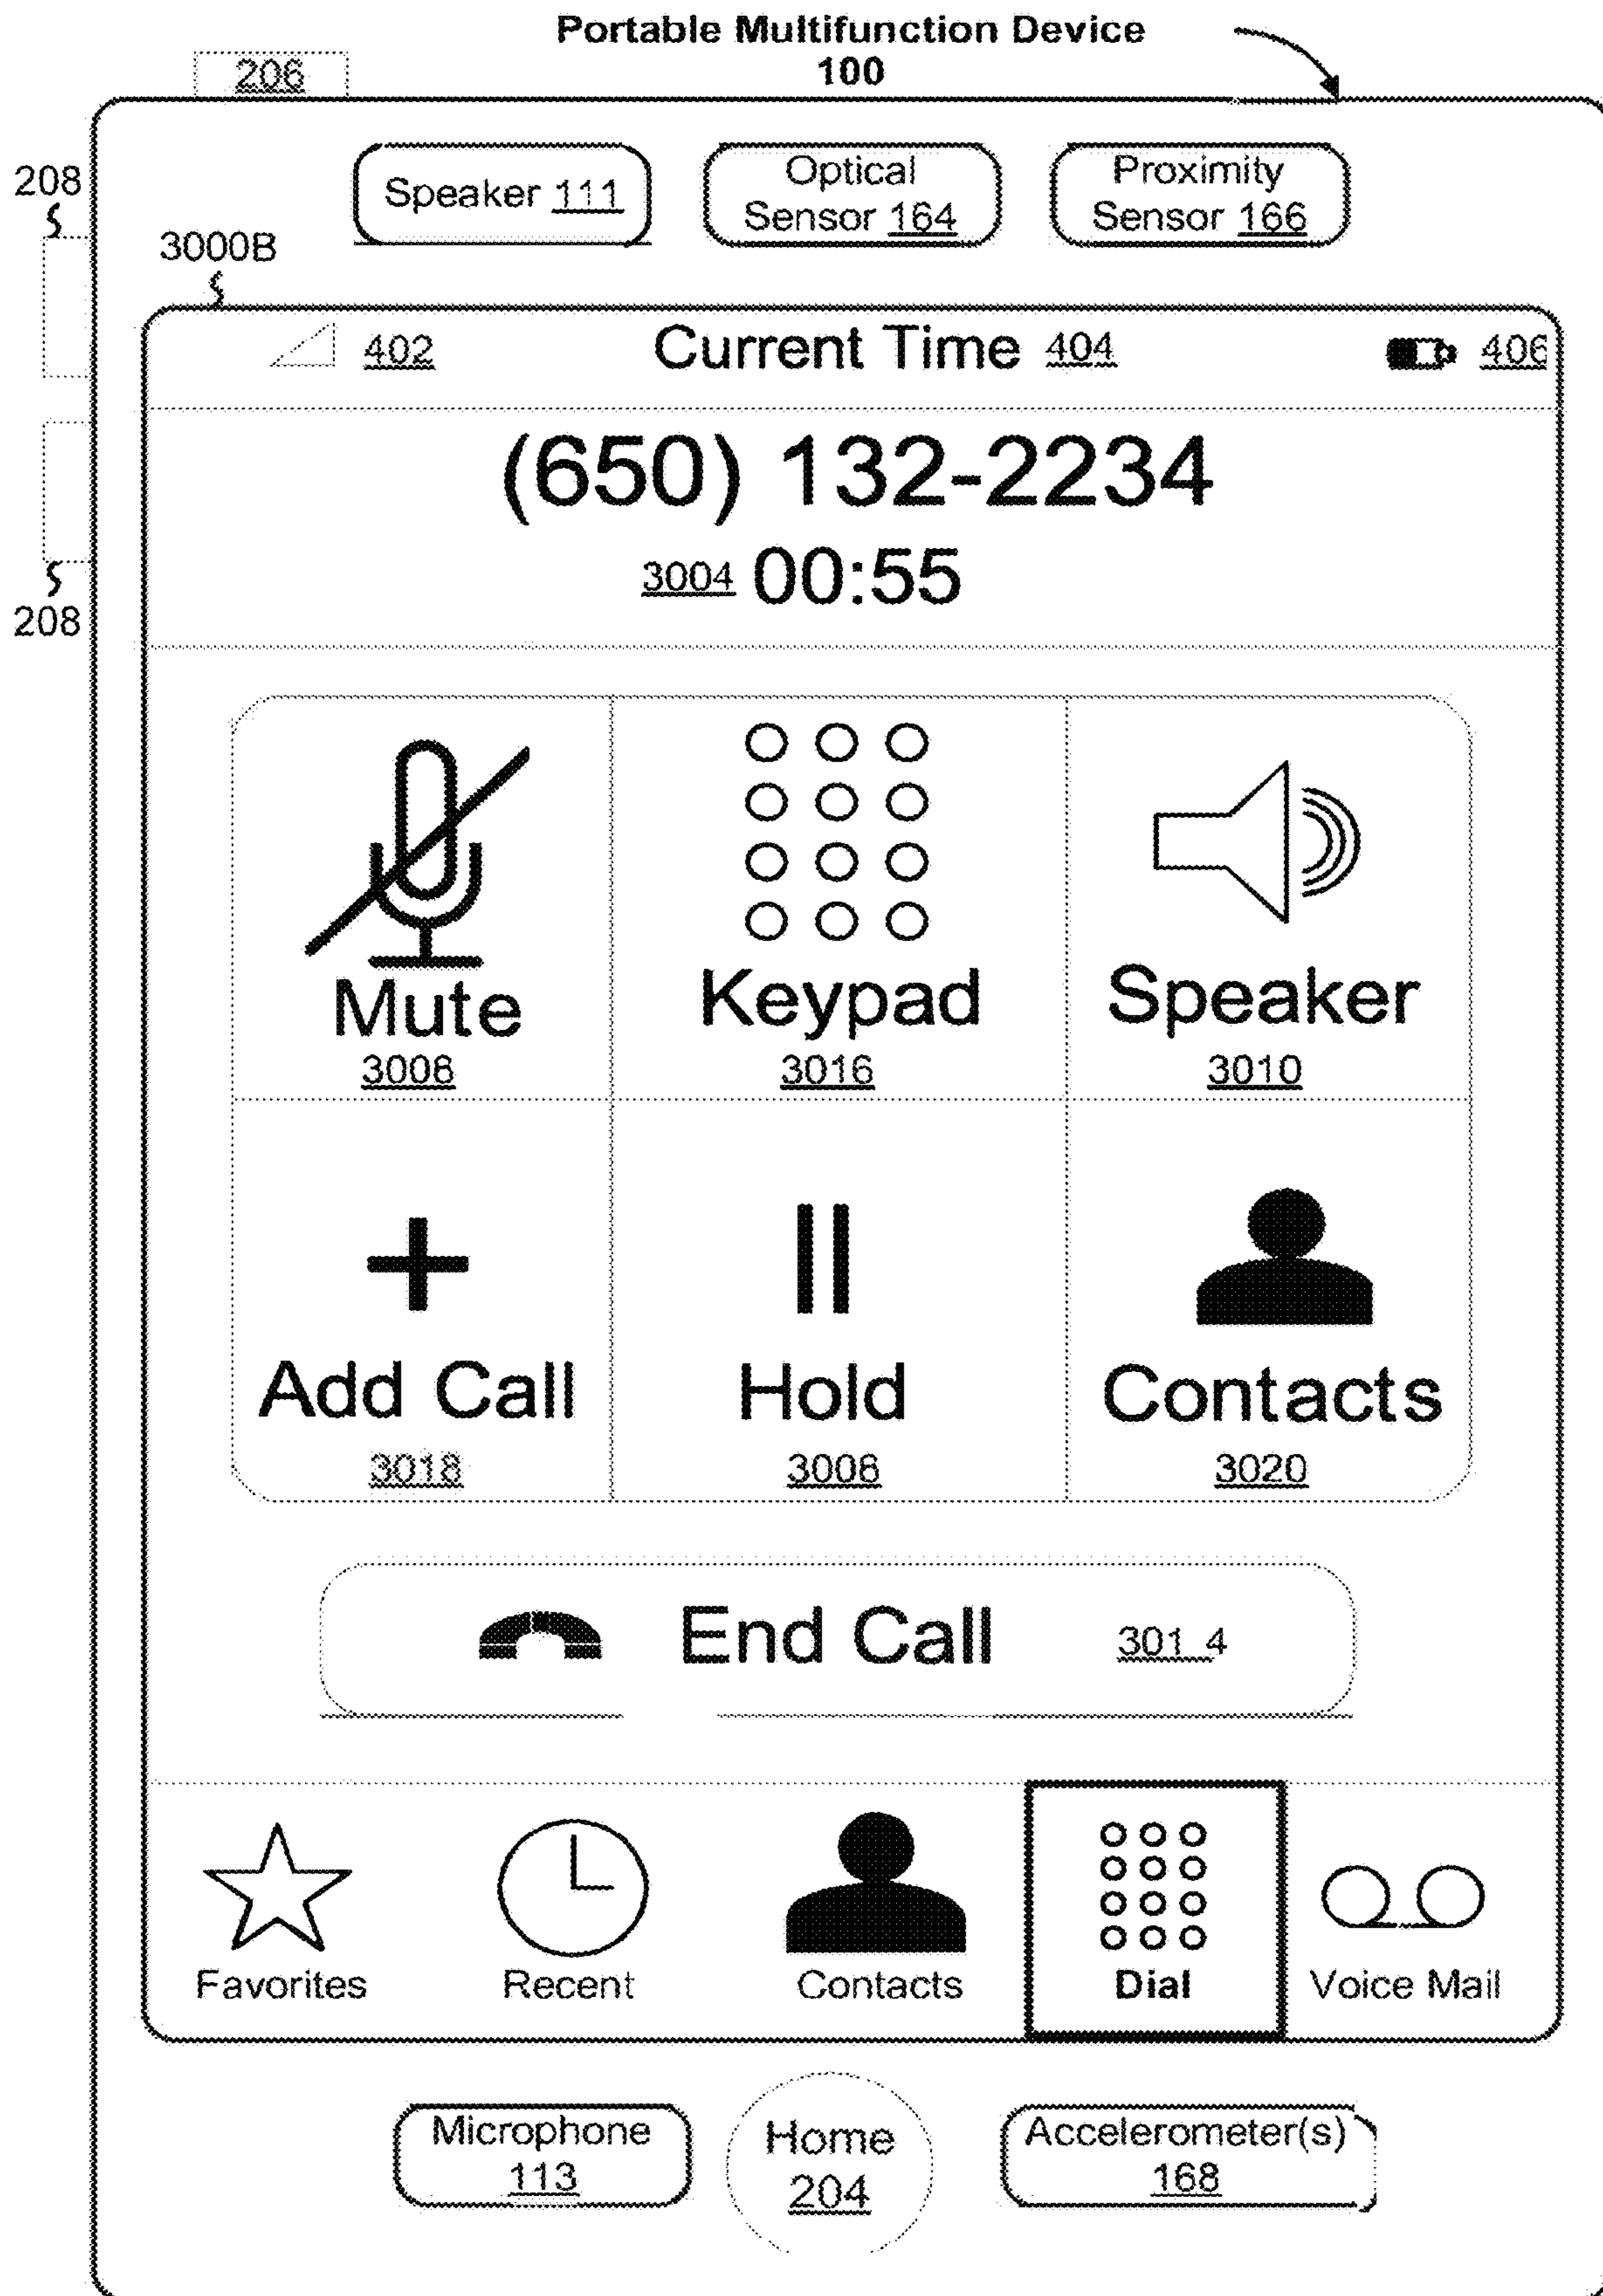 Portable Multifunction Device
100
206
208
Speaker 111
Optical
Sensor 164
Proximity
Sensor 166
3000B
402
Current Time 404
406
(650) 132-2234
3004 00:55
208
Mute
3008
Keypad
3016
Speaker
3010
Add Call
3018
Hold
3006
Contacts
3020
End Call 301 4
Favorites
Recent
Contacts
Dial
Voice Mail
Microphone
113
Home
204
Accelerometer(s)
168